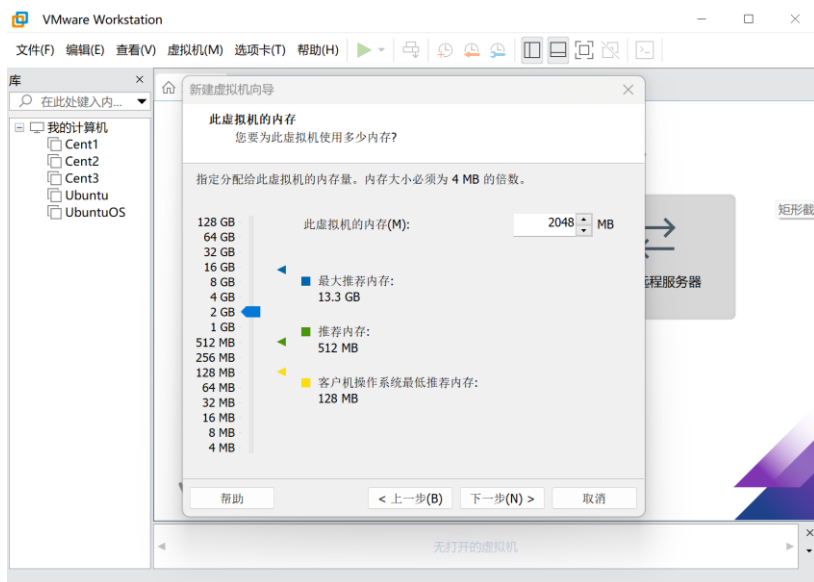 VMware Workstation
文件(F) 编辑(E) 查看(V) 虚拟机(M) 选项卡(T) 帮助(H)
库
在此处键入内...
我的计算机
Cent1
Cent2
Cent3
Ubuntu
UbuntuOS
新建虚拟机向导
此虚拟机的内存
您要为此虚拟机使用多少内存?
指定分配给此虚拟机的内存量。内存大小必须为 4 MB 的倍数。
128 GB
64 GB
32 GB
16 GB
8 GB
4 GB
2 GB
1 GB
512 MB
256 MB
128 MB
64 MB
32 MB
16 MB
8 MB
4 MB
此虚拟机的内存(M):
2048 MB
最大推荐内存:
13.3 GB
推荐内存:
512 MB
客户机操作系统最低推荐内存:
128 MB
帮助
< 上一步(B)
下一步(N) >
取消
程服务器
矩形截
无打开的虚拟机